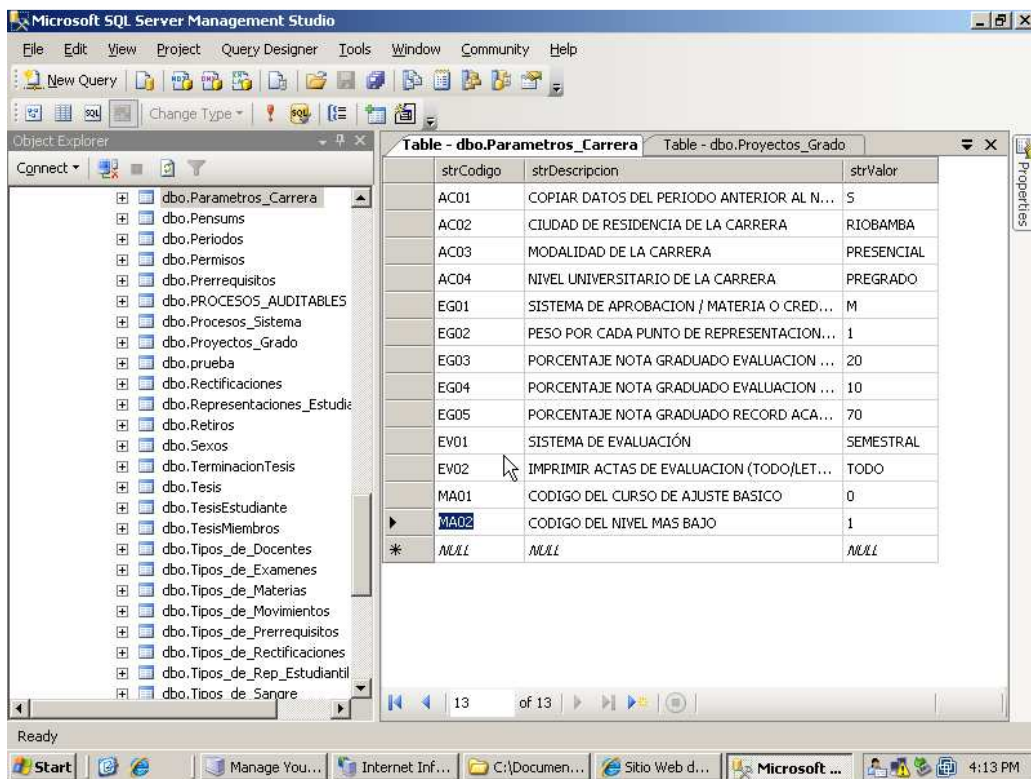 Microsoft SQL Server Management Studio
File Edit View Project Query Designer Tools Window Community Help
New Query
Change Type
Object Explorer
Connect
dbo.Parametros_Carrera
dbo.Pensums
dbo.Periodos
dbo.Permisos
dbo.Prerrequisitos
dbo.PROCESOS_AUDITABLES
dbo.Procesos_Sistema
dbo.Proyectos_Grado
dbo.prueba
dbo.Rectificaciones
dbo.Representaciones_Estudia
dbo.Retiros
dbo.Sexos
dbo.TerminacionTesis
dbo.Tesis
dbo.TesisEstudiante
dbo.TesisMiembros
dbo.Tipos_de_Docentes
dbo.Tipos_de_Examenes
dbo.Tipos_de_Materias
dbo.Tipos_de_Movimientos
dbo.Tipos_de_Prerrequisitos
dbo.Tipos_de_Rectificaciones
dbo.Tipos_de_Rep_Estudiantil
dbo.Tipos_de_Sangre
Table - dbo.Parametros_Carrera Table - dbo.Proyectos_Grado
strCodigo strDescripcion strValor
AC01 COPIAR DATOS DEL PERIODO ANTERIOR AL N... S
AC02 CIUDAD DE RESIDENCIA DE LA CARRERA RIOBAMBA
AC03 MODALIDAD DE LA CARRERA PRESENCIAL
AC04 NIVEL UNIVERSITARIO DE LA CARRERA PREGRADO
EG01 SISTEMA DE APROBACION / MATERIA O CRED... M
EG02 PESO POR CADA PUNTO DE REPRESENTACION... 1
EG03 PORCENTAJE NOTA GRADUADO EVALUACION ... 20
EG04 PORCENTAJE NOTA GRADUADO EVALUACION ... 10
EG05 PORCENTAJE NOTA GRADUADO RECORD ACA... 70
EV01 SISTEMA DE EVALUACIÓN SEMESTRAL
EV02 IMPRIMIR ACTAS DE EVALUACION (TODO/LET... TODO
MA01 CODIGO DEL CURSO DE AJUSTE BASICO 0
MA02 CODIGO DEL NIVEL MAS BAJO 1
NULL NULL NULL
13 of 13
Properties
Ready
Start Manage You... Internet Inf... C:\Documen... Sitio Web d... Microsoft ... 4:13 PM